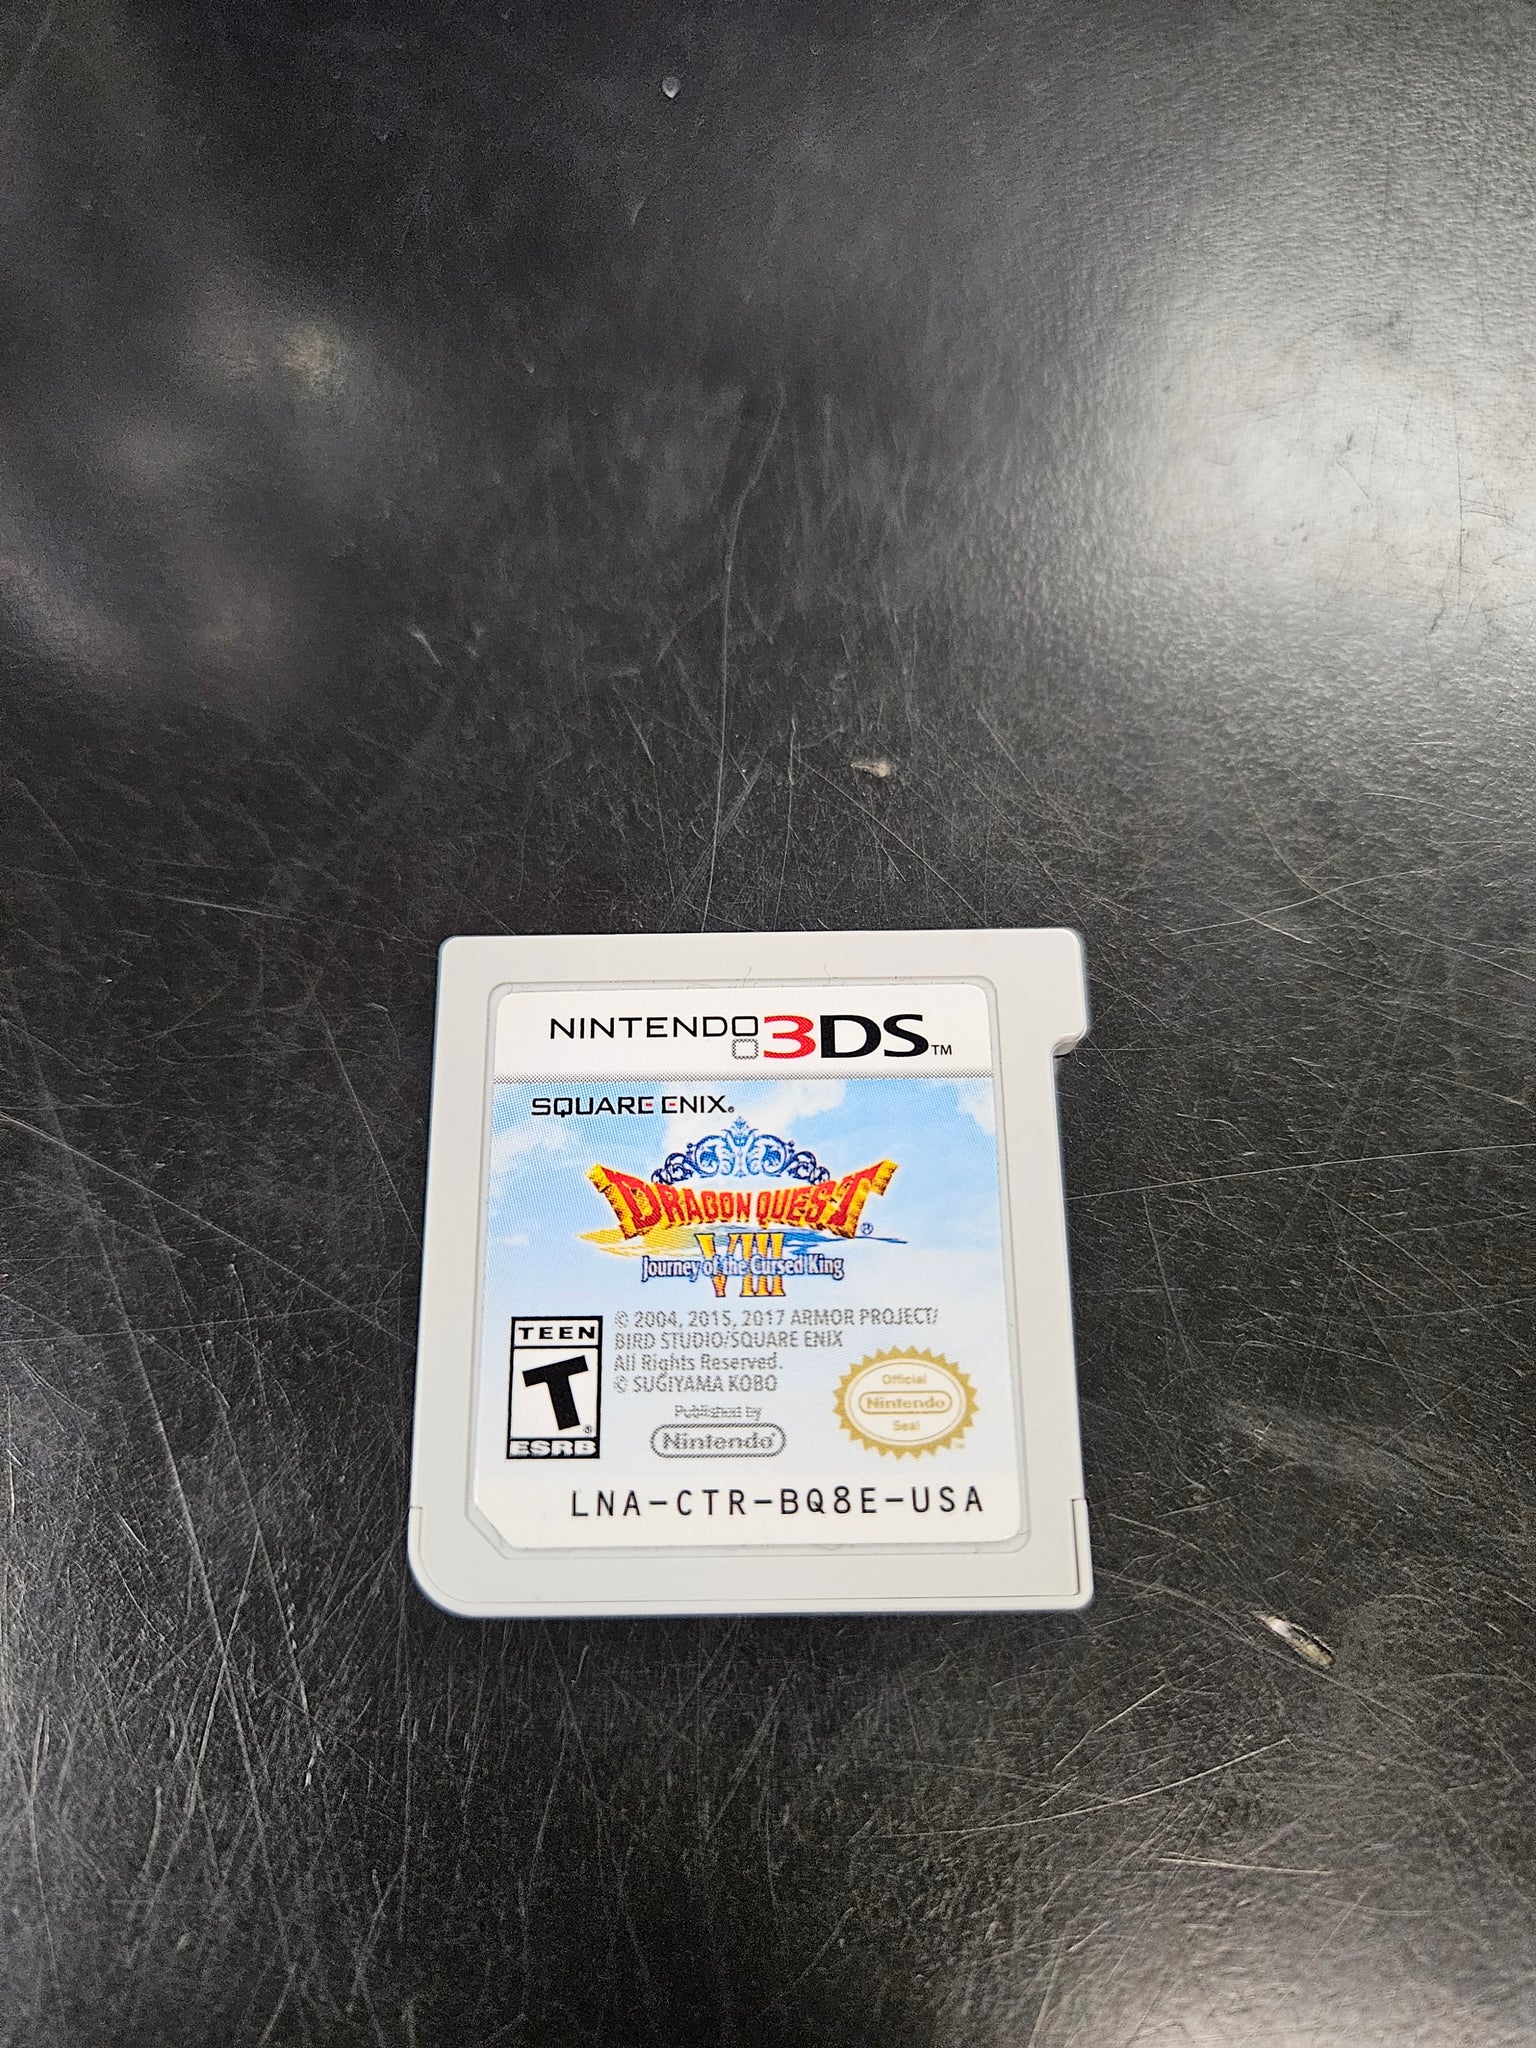 NINTENDO 3DS™
SQUARE ENIX®
DRAGON QUEST®
VIII
Journey of the Cursed King
TEEN
T®
ESRB
© 2004, 2015, 2017 ARMOR PROJECT/
BIRD STUDIO/SQUARE ENIX
All Rights Reserved.
© SUGIYAMA KOBO
Published by
Nintendo®
Official
Nintendo
Seal
™
LNA-CTR-BQ8E-USA